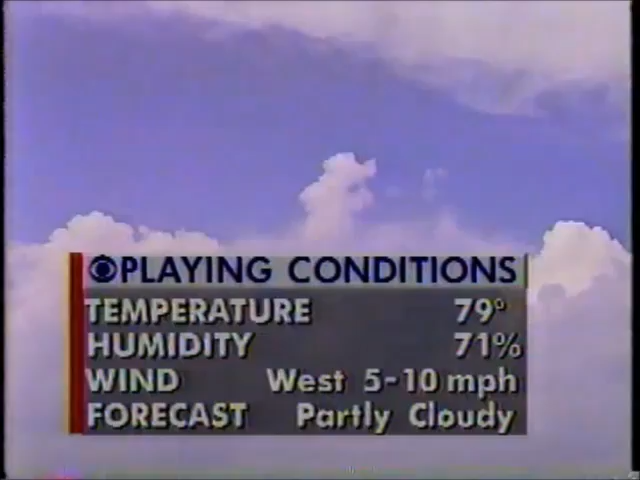 PLAYING CONDITIONS
TEMPERATURE 79°
HUMIDITY 71%
WIND West 5-10 mph
FORECAST Partly Cloudy